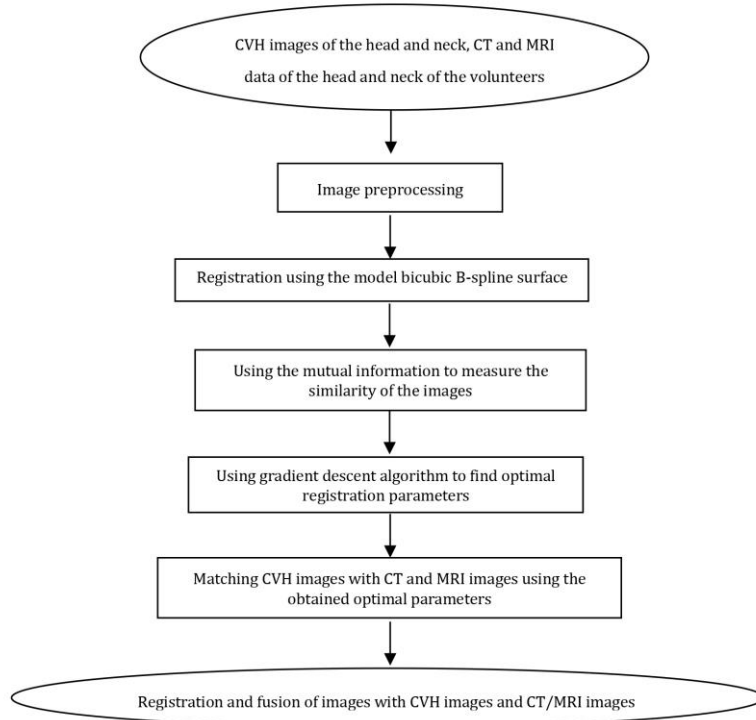 CVH images of the head and neck, CT and MRI
data of the head and neck of the volunteers
Image preprocessing
Registration using the model bicubic B-spline surface
Using the mutual information to measure the
similarity of the images
Using gradient descent algorithm to find optimal
registration parameters
Matching CVH images with CT and MRI images using the
obtained optimal parameters
Registration and fusion of images with CVH images and CT/MRI images